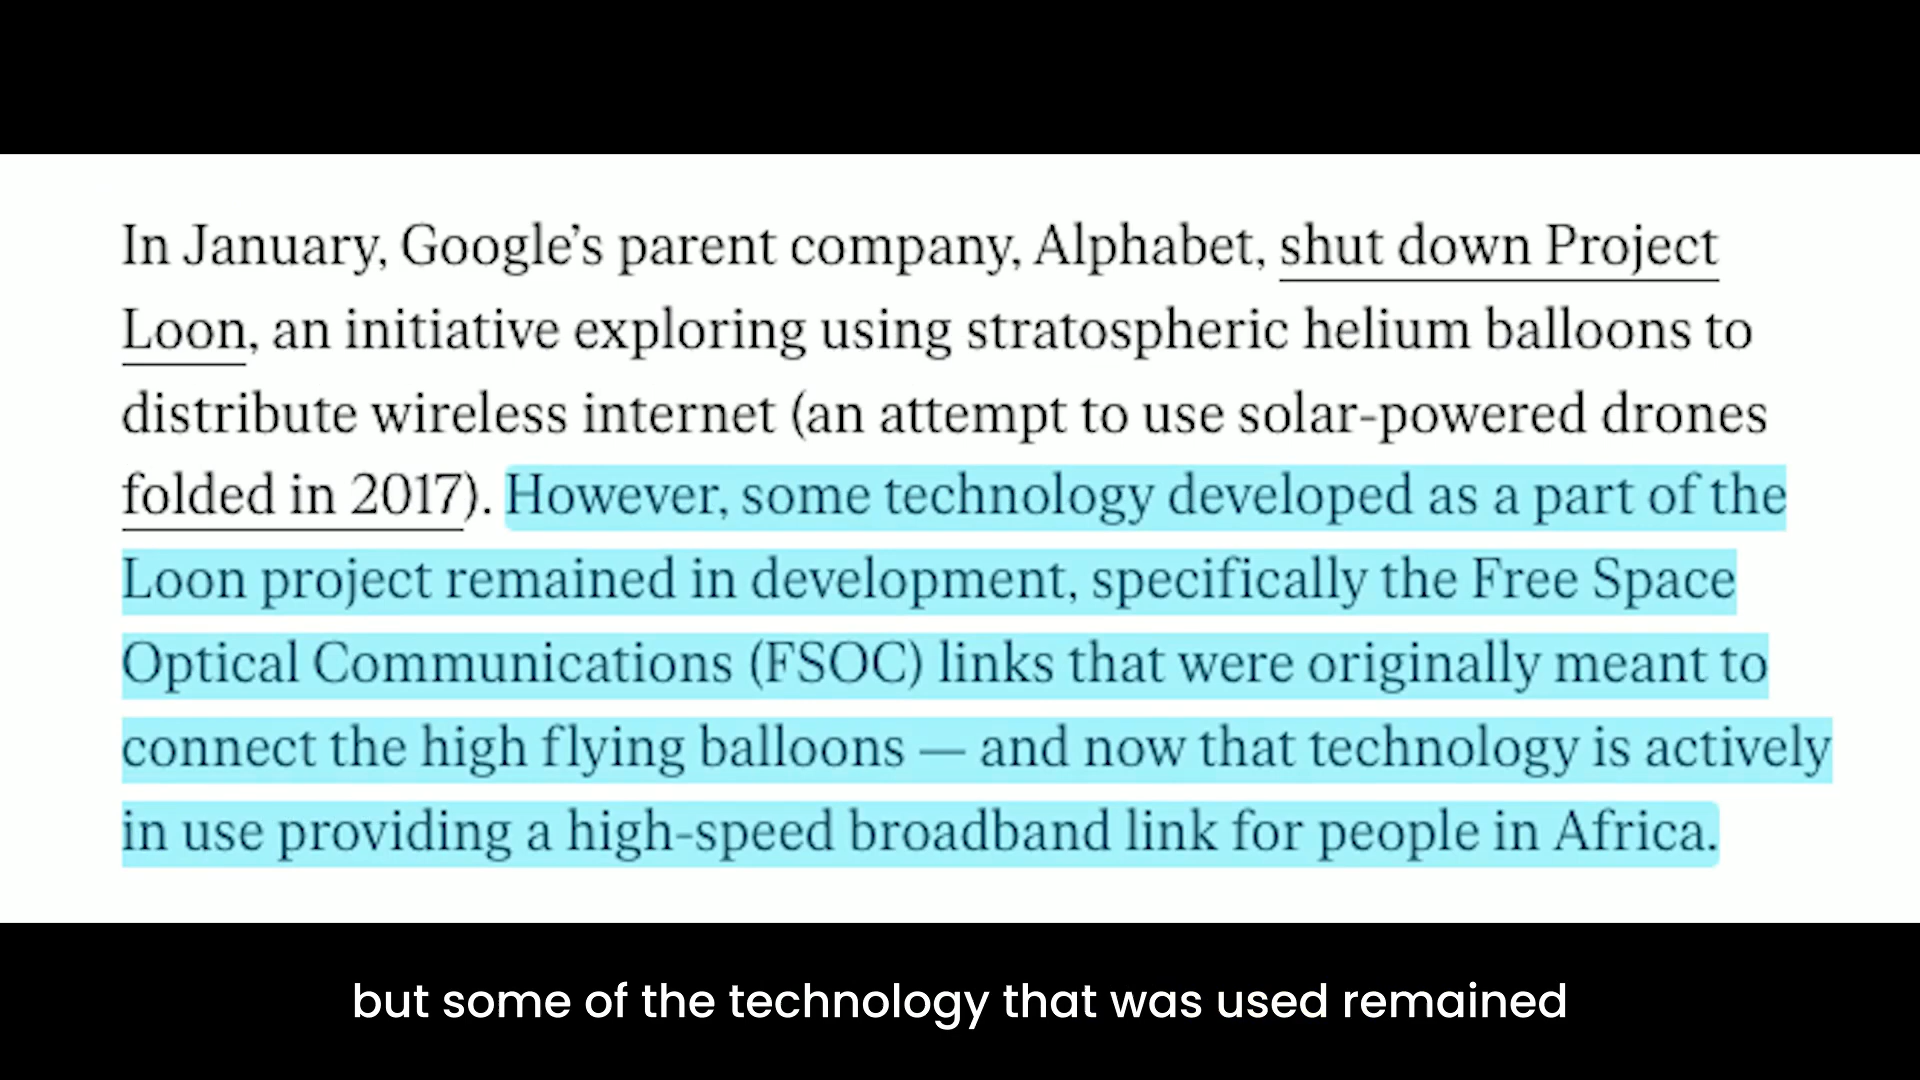 In January, Google’s parent company, Alphabet, shut down Project
Loon, an initiative exploring using stratospheric helium balloons to
distribute wireless internet (an attempt to use solar-powered drones
folded in 2017). However, some technology developed as a part of the
Loon project remained in development, specifically the Free Space
Optical Communications (FSOC) links that were originally meant to
connect the high flying balloons — and now that technology is actively
in use providing a high-speed broadband link for people in Africa.
but some of the technology that was used remained